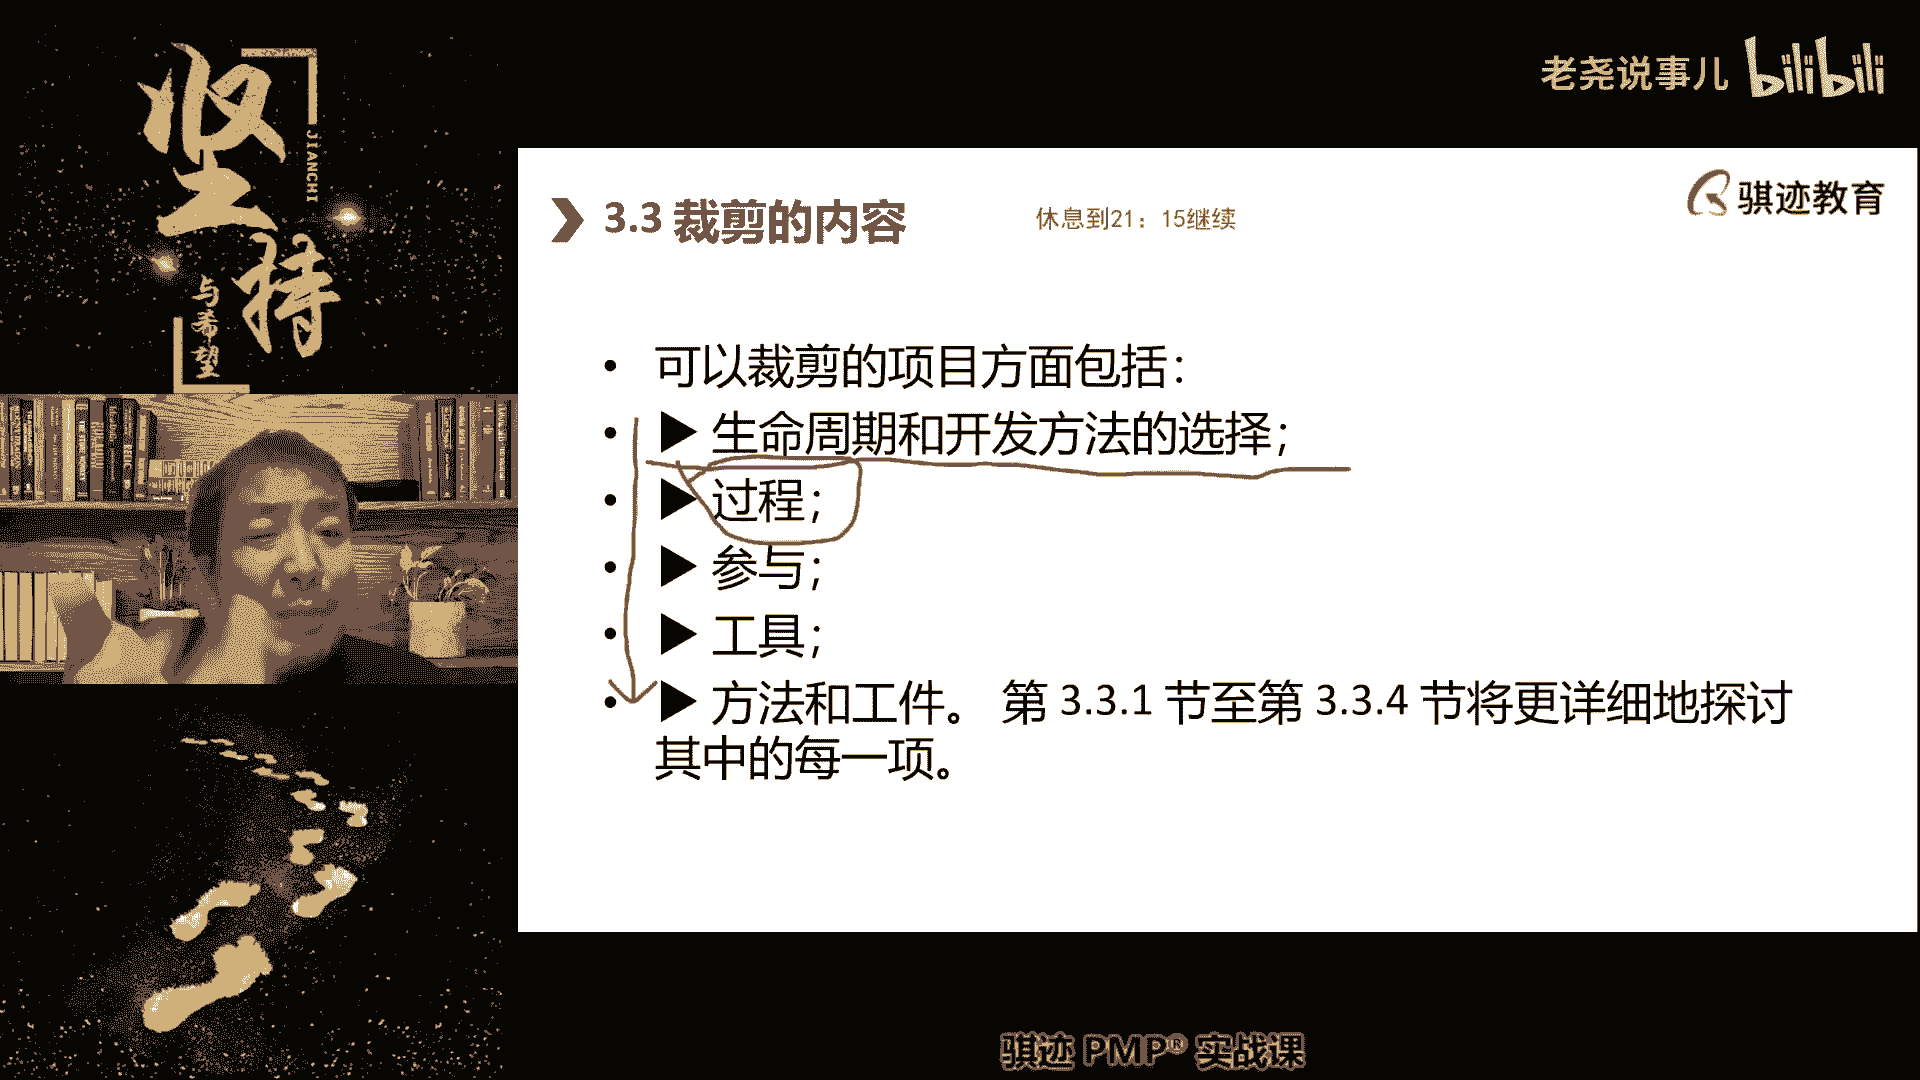 坚持
JIANCHI
与希望
老尧说事儿 bilibili
骐迹教育
3.3 裁剪的内容
休息到21：15继续
• 可以裁剪的项目方面包括：
• ▶ 生命周期和开发方法的选择；
• ▶ 过程；
• ▶ 参与；
• ▶ 工具；
• ▶ 方法和工件。 第 3.3.1 节至第 3.3.4 节将更详细地探讨
其中的每一项。
骐迹 PMP® 实战课